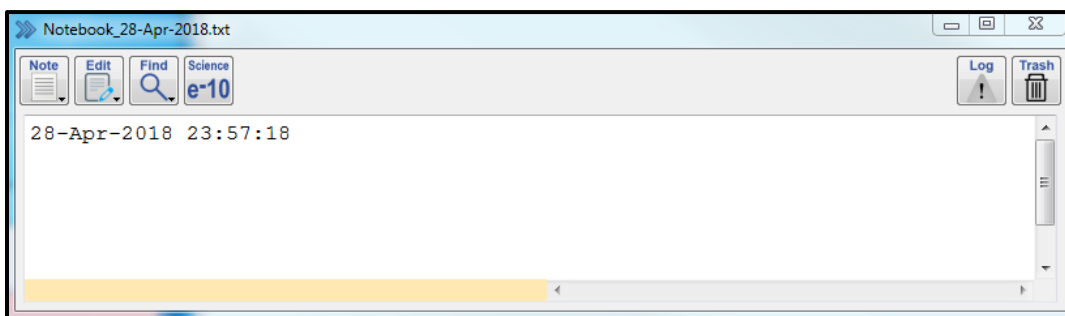 Notebook_28-Apr-2018.txt
Note Edit Find Science Log Trash
e-10
28-Apr-2018 23:57:18